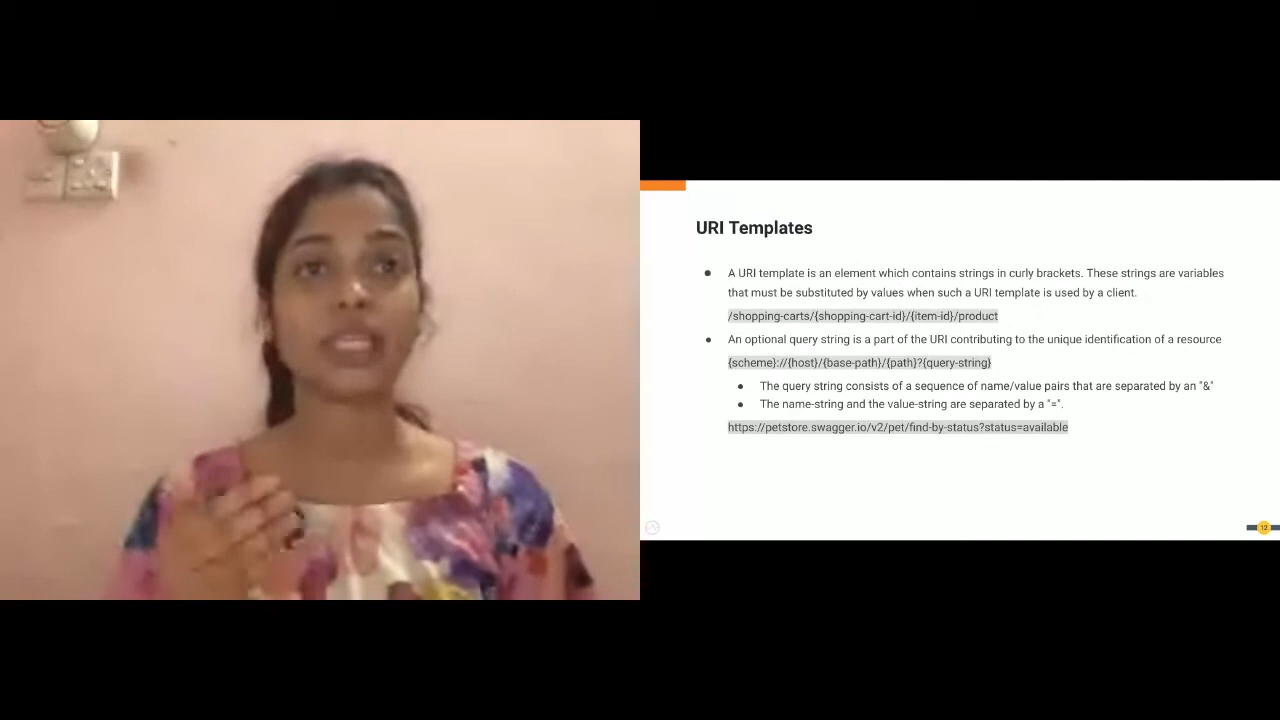 URI Templates
A URI template is an element which contains strings in curly brackets. These strings are variables
that must be substituted by values when such a URI template is used by a client.
/shopping-carts/{shopping-cart-id}/{item-id}/product
An optional query string is a part of the URI contributing to the unique identification of a resource
{scheme}://{host}/{base-path}/{path}?{query-string}
The query string consists of a sequence of name/value pairs that are separated by an "&"
The name-string and the value-string are separated by a "=".
https://petstore.swagger.io/v2/pet/find-by-status?status=available
12